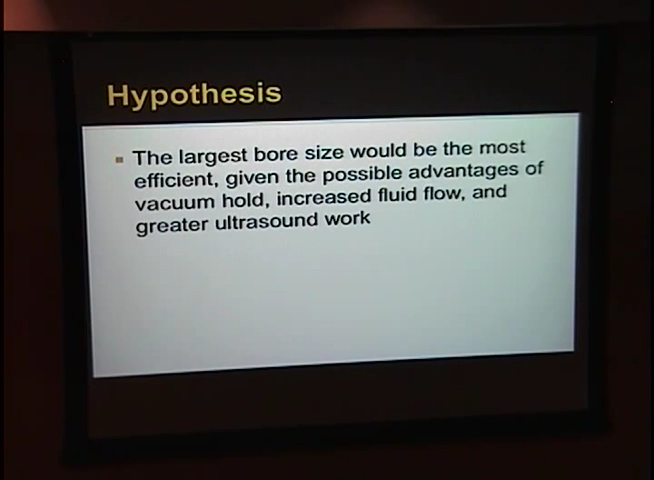 Hypothesis
The largest bore size would be the most
efficient, given the possible advantages of
vacuum hold, increased fluid flow, and
greater ultrasound work